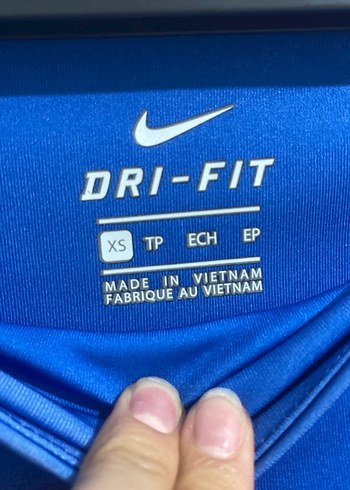 DRI-FIT
XS TP ECH EP
MADE IN VIETNAM
FABRIQUE AU VIETNAM